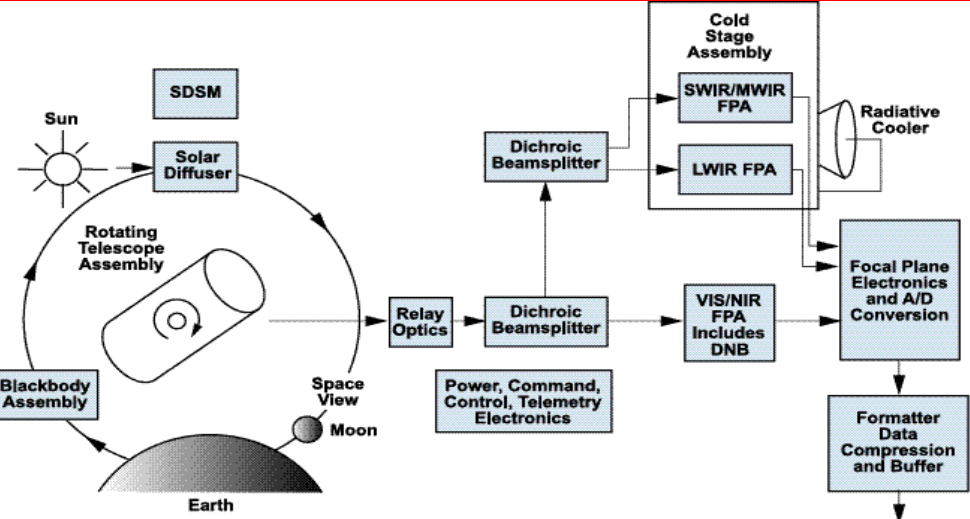 Cold
Stage
Assembly
SDSM
SWIR/MWIR
FPA
Sun
Radiative
Cooler
Solar
Diffuser
Dichroic
Beamsplitter
LWIR FPA
Rotating
Telescope
Assembly
Focal Plane
Electronics
and A/D
Conversion
Relay
Optics
Dichroic
Beamsplitter
VIS/NIR
FPA
Includes
DNB
Blackbody
Assembly
Space
View
Power, Command,
Control, Telemetry
Electronics
Moon
Formatter
Data
Compression
and Buffer
Earth